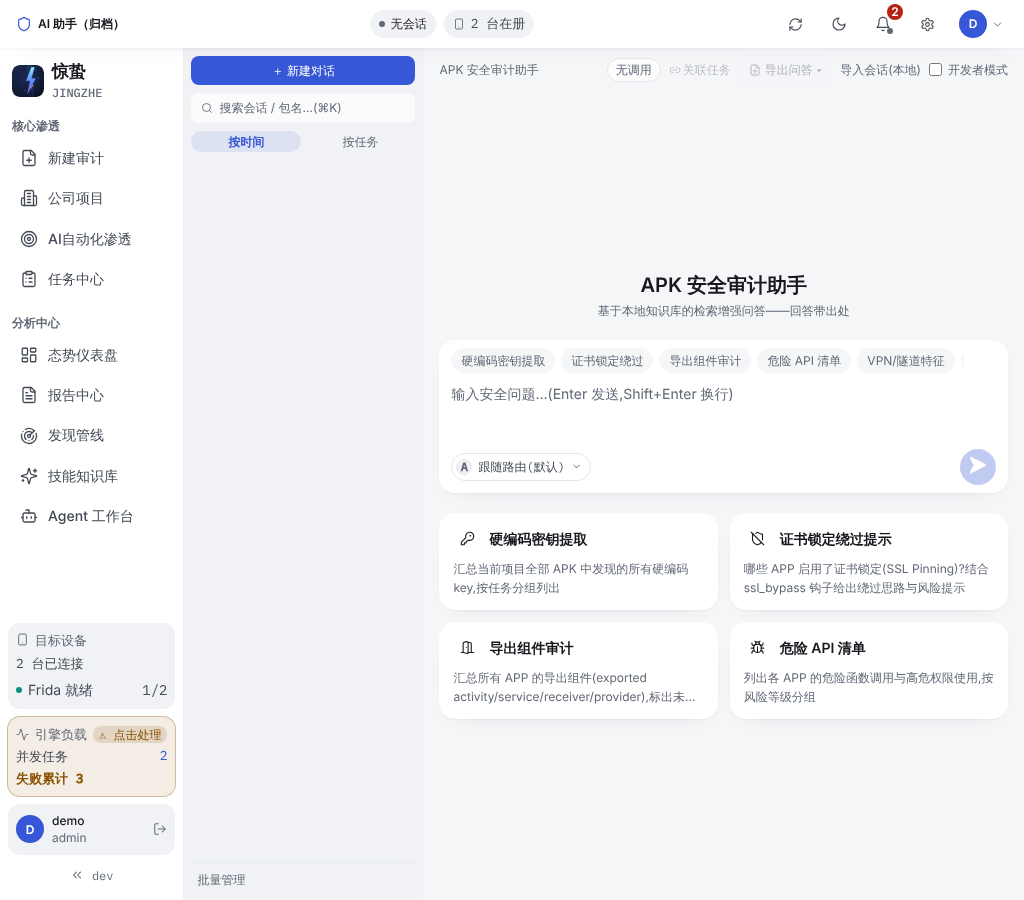 AI 助手（归档）
无会话
2 台在册
2
D
惊蛰
JINGZHE
核心渗透
新建审计
公司项目
AI自动化渗透
任务中心
分析中心
态势仪表盘
报告中心
发现管线
技能知识库
Agent 工作台
目标设备
2 台已连接
Frida 就绪 1/2
引擎负载 ⚠ 点击处理
并发任务 2
失败累计 3
D
demo
admin
dev
+ 新建对话
搜索会话 / 包名…(⌘K)
按时间 按任务
批量管理
APK 安全审计助手
无调用
关联任务
导出问答
导入会话(本地)
开发者模式
APK 安全审计助手
基于本地知识库的检索增强问答——回答带出处
硬编码密钥提取 证书锁定绕过 导出组件审计 危险 API 清单 VPN/隧道特征
输入安全问题…(Enter 发送,Shift+Enter 换行)
A 跟随路由(默认)
硬编码密钥提取
汇总当前项目全部 APK 中发现的所有硬编码
key,按任务分组列出
证书锁定绕过提示
哪些 APP 启用了证书锁定(SSL Pinning)?结合
ssl_bypass 钩子给出绕过思路与风险提示
导出组件审计
汇总所有 APP 的导出组件(exported
activity/service/receiver/provider),标出未…
危险 API 清单
列出各 APP 的危险函数调用与高危权限使用,按
风险等级分组